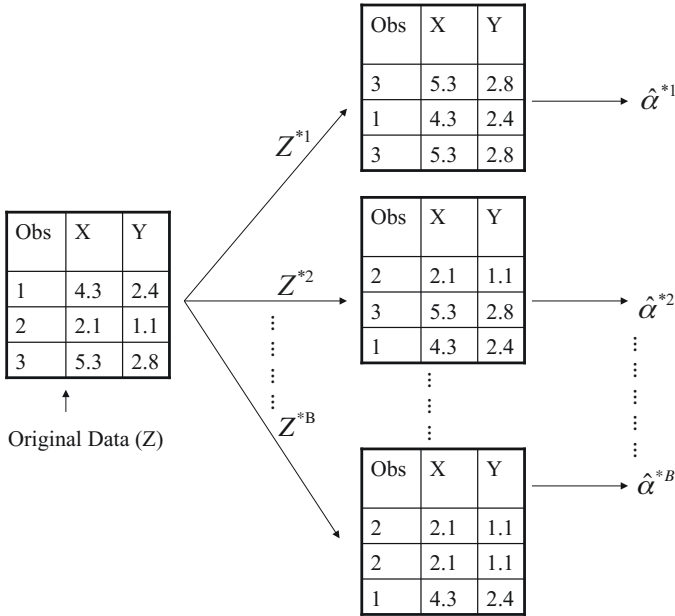 Obs X Y
3 5.3 2.8
1 4.3 2.4
3 5.3 2.8
Z*1
α̂*1
Obs X Y
1 4.3 2.4
2 2.1 1.1
3 5.3 2.8
Original Data (Z)
Z*2
Obs X Y
2 2.1 1.1
3 5.3 2.8
1 4.3 2.4
α̂*2
Z*B
Obs X Y
2 2.1 1.1
2 2.1 1.1
1 4.3 2.4
α̂*B